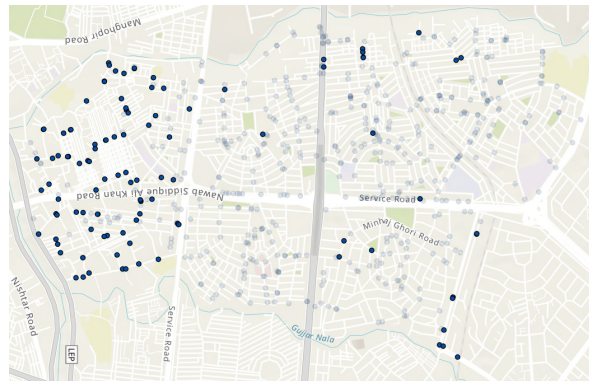 Manghopir Road
Nawab Siddique Ali Khan Road
Service Road
Minhaj Ghori Road
Nishtar Road
Service Road
Gujjar Nala
LEP